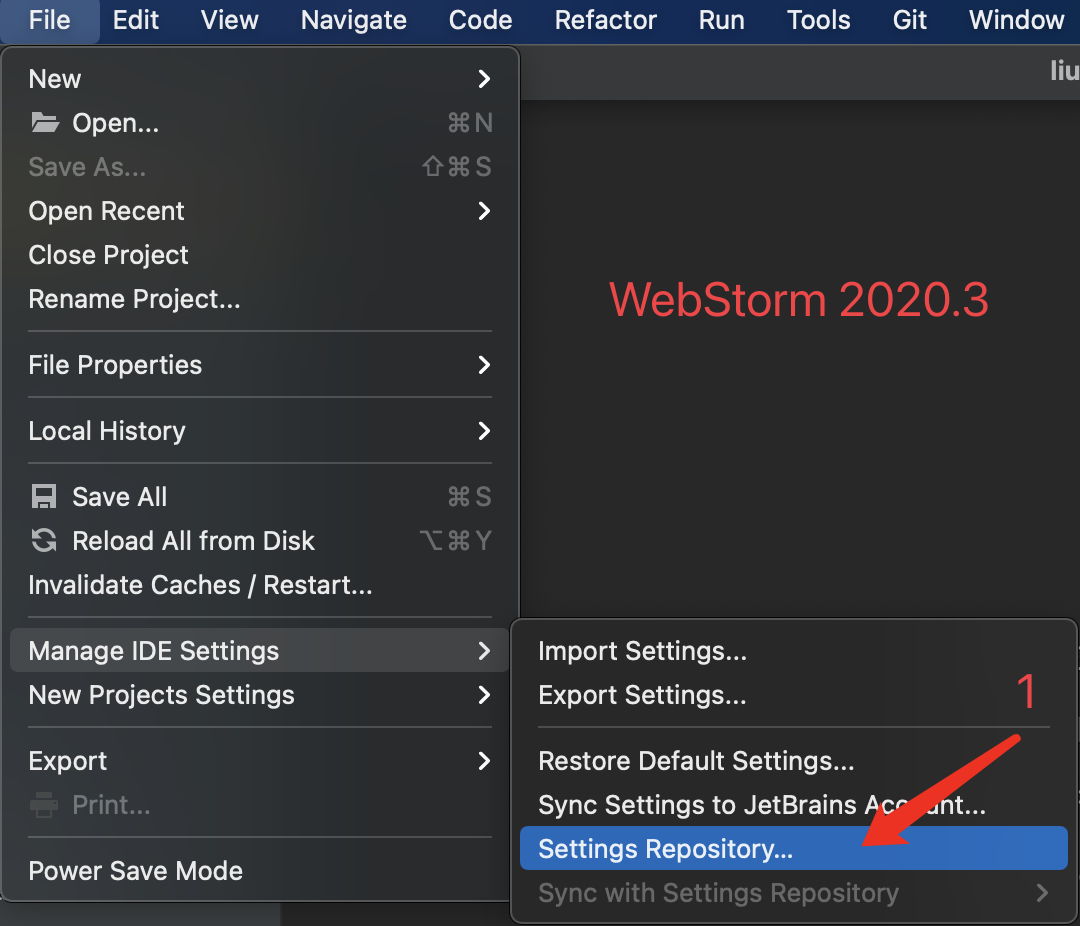 File Edit View Navigate Code Refactor Run Tools Git Window
liu
New
Open... ⌘N
Save As... ⇧⌘S
Open Recent
Close Project
Rename Project...
WebStorm 2020.3
File Properties
Local History
Save All ⌘S
Reload All from Disk ⌥⌘Y
Invalidate Caches / Restart...
Manage IDE Settings
New Projects Settings
Export
Print...
Power Save Mode
Import Settings...
Export Settings...
1
Restore Default Settings...
Sync Settings to JetBrains Account...
Settings Repository...
Sync with Settings Repository